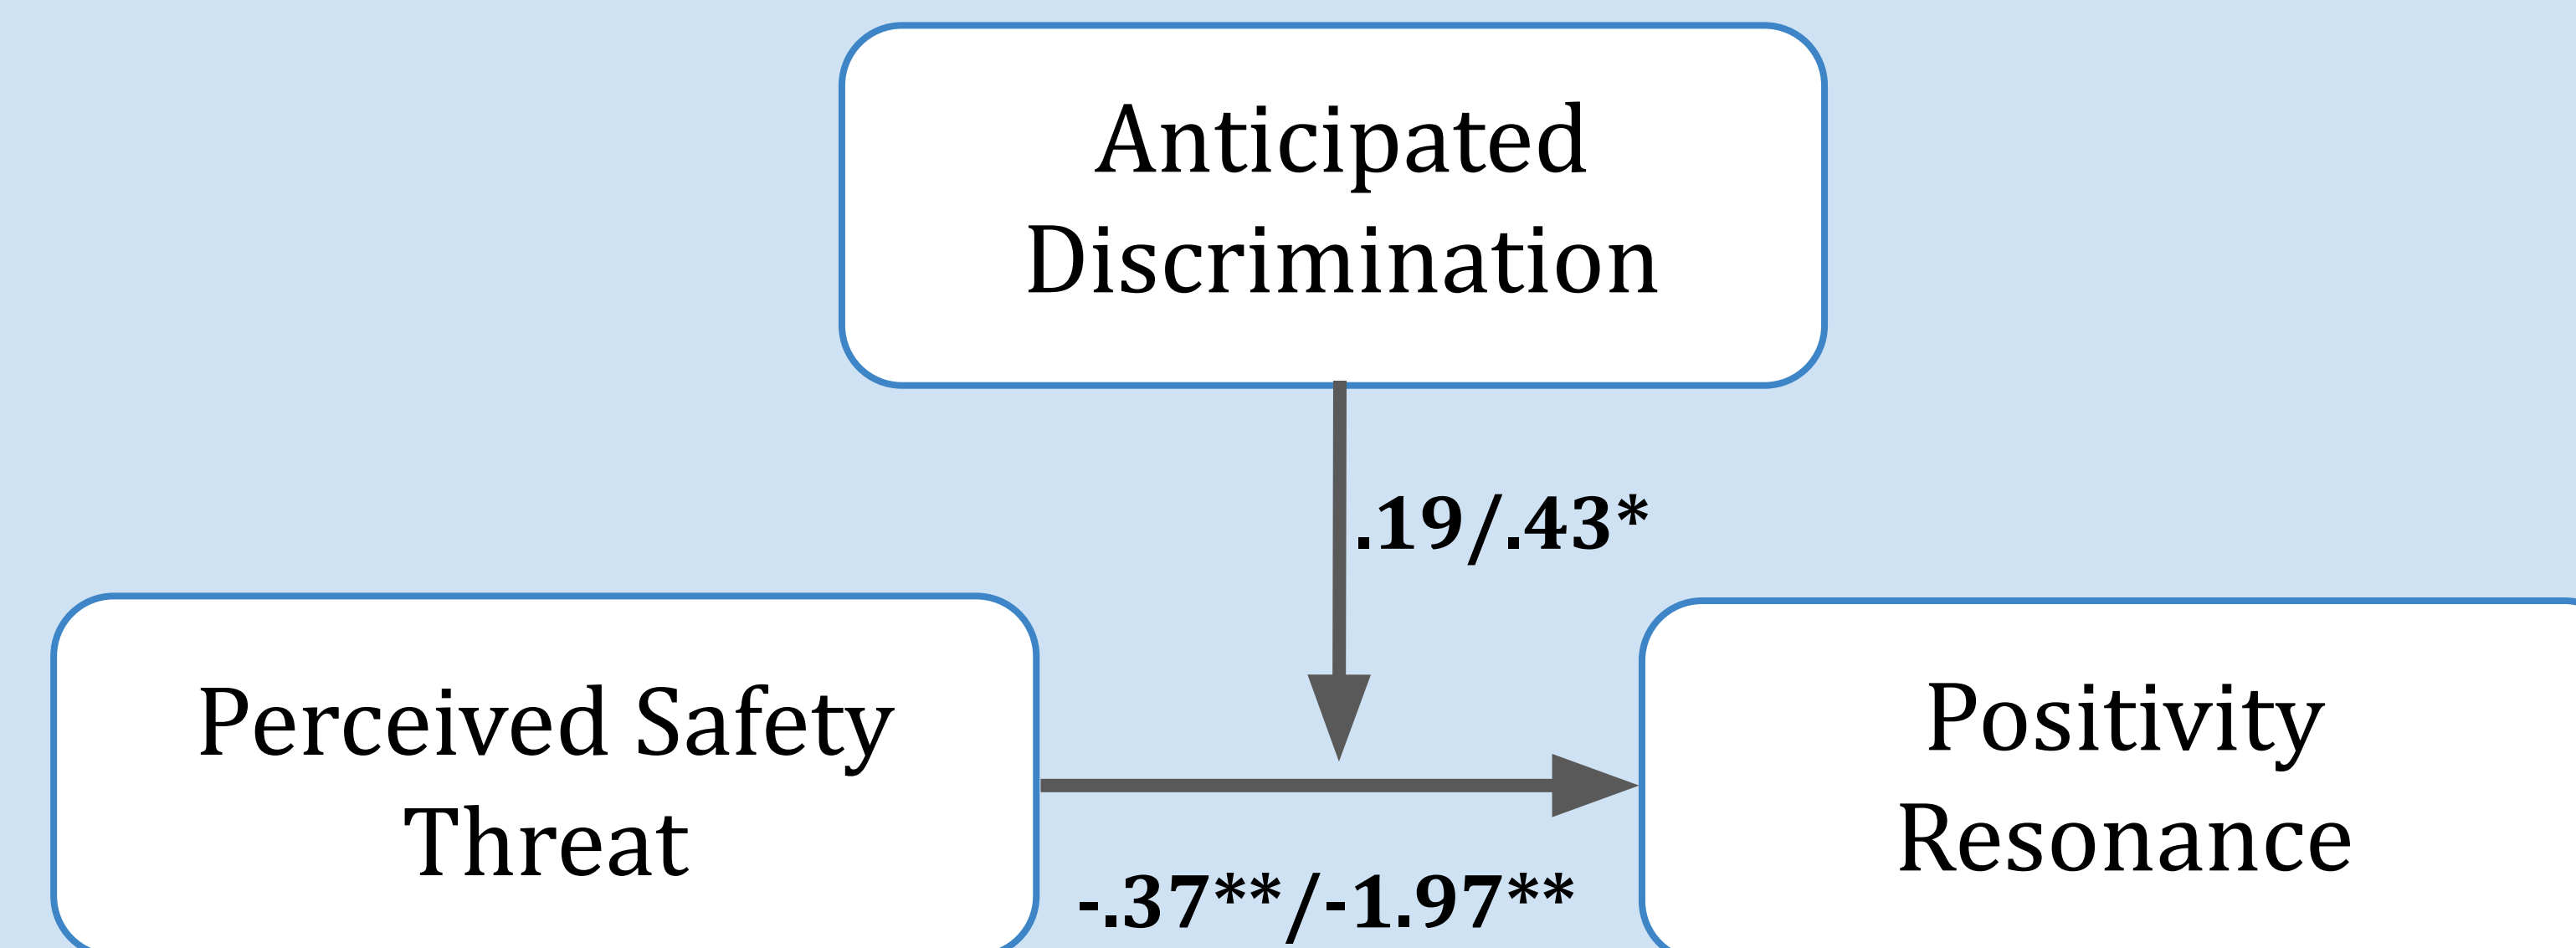 Anticipated
Discrimination
.19/.43*
Perceived Safety
Threat
Positivity
Resonance
-.37**/-1.97**